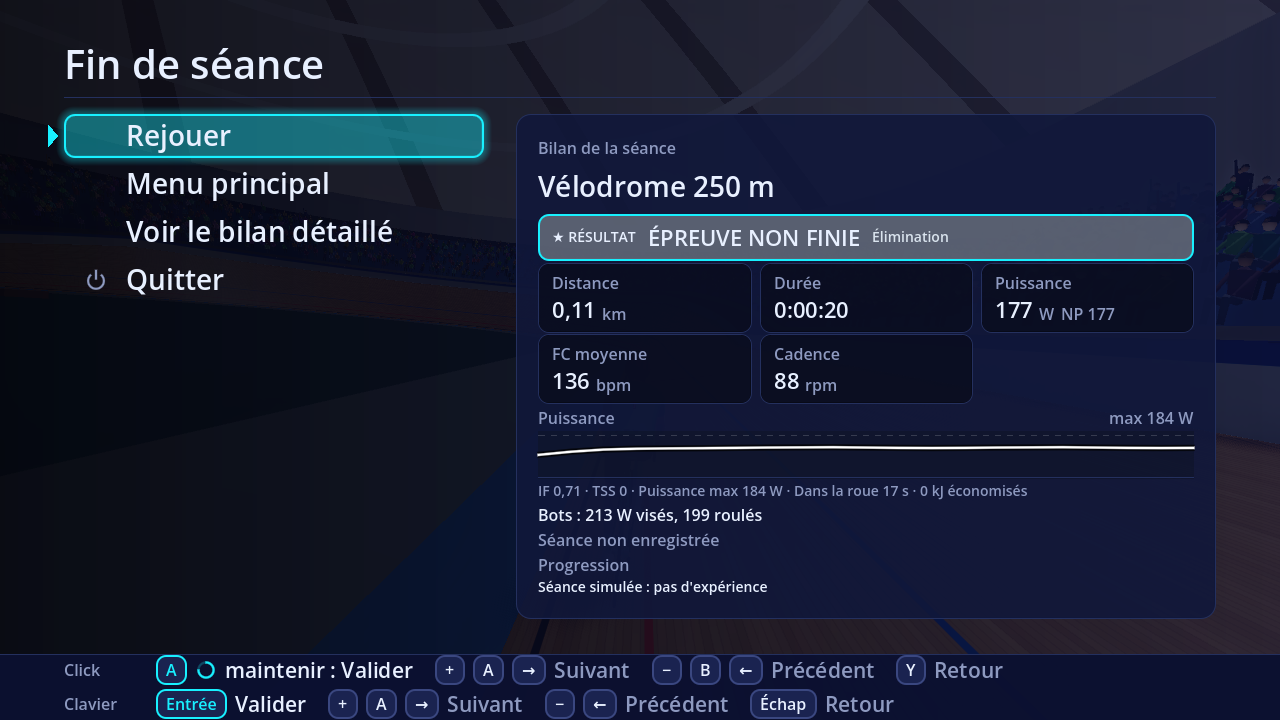 Fin de séance
Rejouer
Menu principal
Voir le bilan détaillé
Quitter
Bilan de la séance
Vélodrome 250 m
★ RÉSULTAT ÉPREUVE NON FINIE Élimination
Distance
0,11 km
Durée
0:00:20
Puissance
177 W NP 177
FC moyenne
136 bpm
Cadence
88 rpm
Puissance max 184 W
IF 0,71 · TSS 0 · Puissance max 184 W · Dans la roue 17 s · 0 kJ économisés
Bots : 213 W visés, 199 roulés
Séance non enregistrée
Progression
Séance simulée : pas d'expérience
Click A maintenir : Valider + A → Suivant − B ← Précédent Y Retour
Clavier Entrée Valider + A → Suivant − ← Précédent Échap Retour